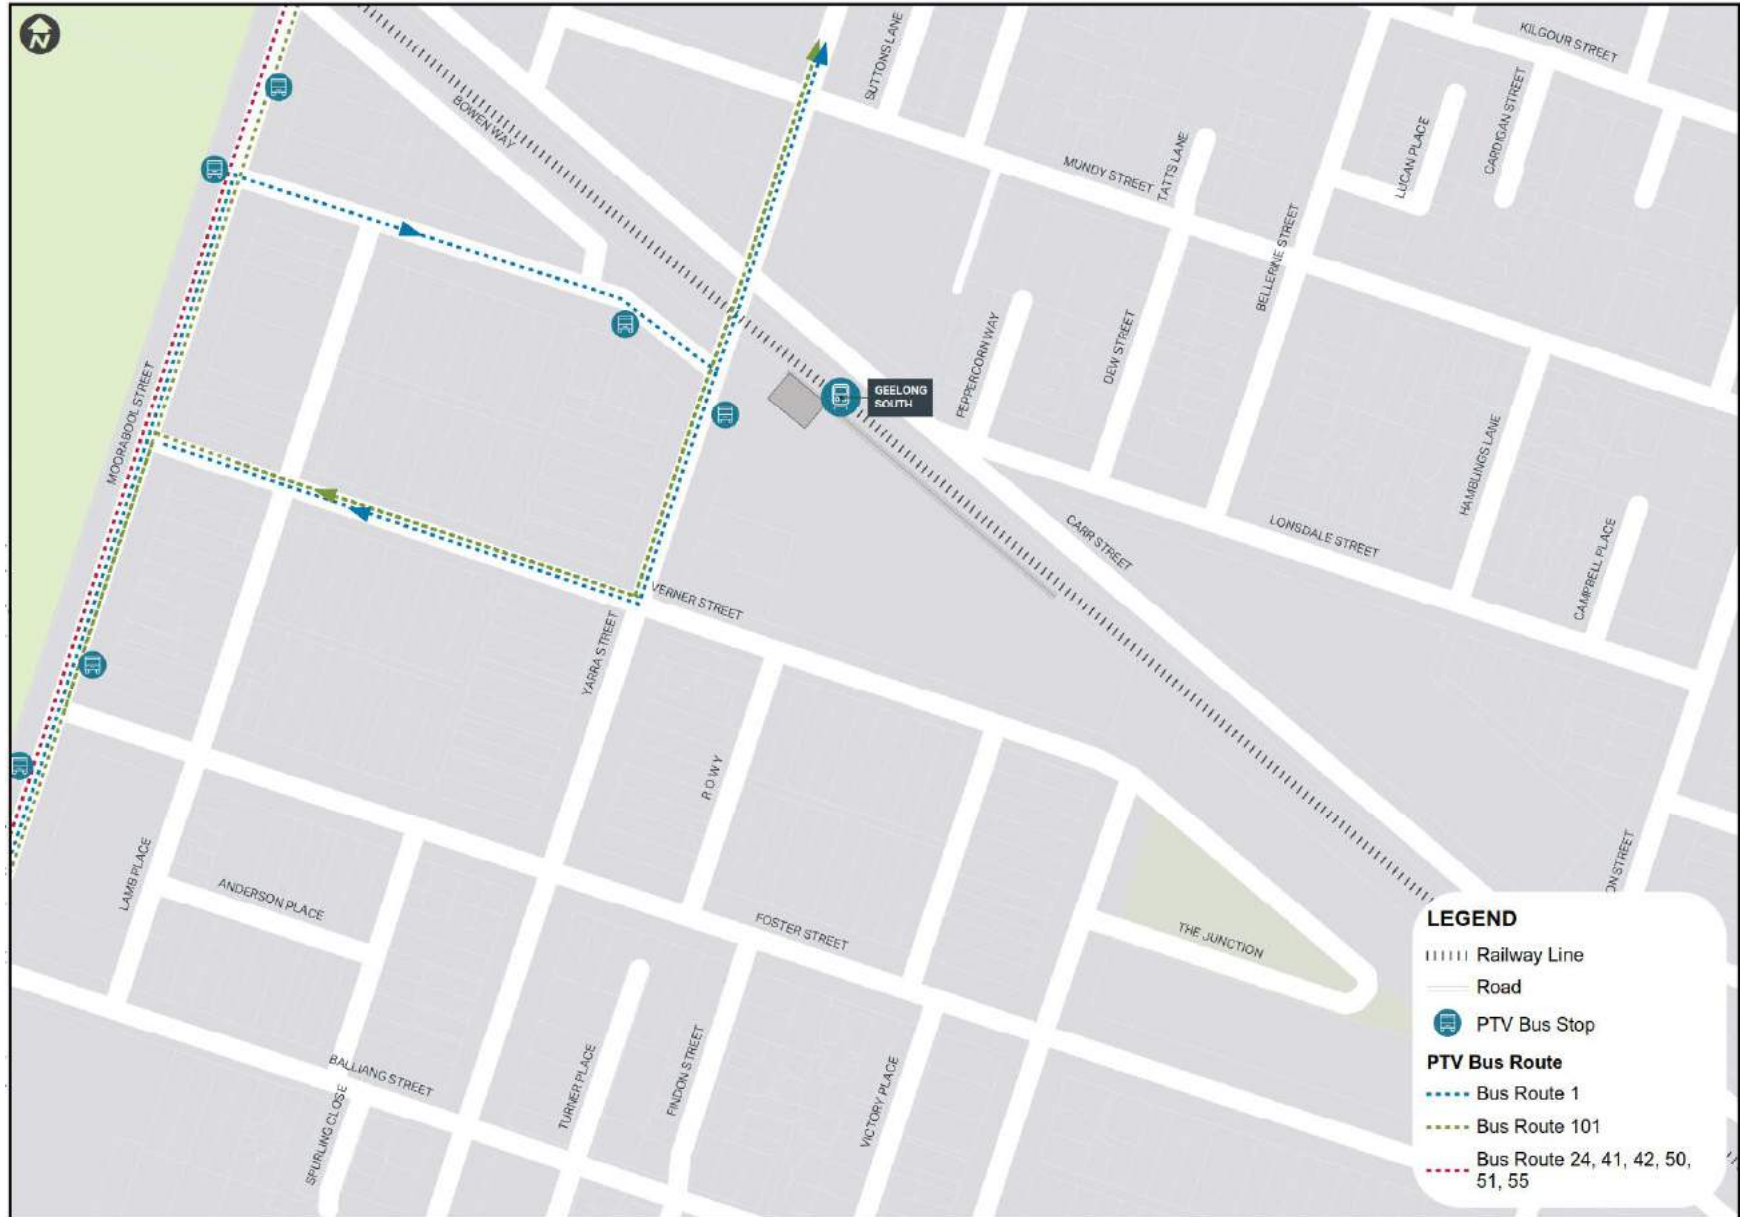 N
KILGOUR STREET
SUTTONS LANE
BOWEN WAY
CARDIGAN STREET
LUCAN PLACE
TATTS LANE
MUNDY STREET
BELLERINE STREET
PEPPERCORN WAY
DEW STREET
GEELONG
SOUTH
MOORABOOL STREET
HAMBLINGS LANE
LONSDALE STREET
CARR STREET
CAMPBELL PLACE
VERNER STREET
YARRA STREET
ROWY
LAMB PLACE
ANDERSON PLACE
FOSTER STREET
THE JUNCTION
ON STREET
BALLIANG STREET
SPURLING CLOSE
TURNER PLACE
FINDON STREET
VICTORY PLACE
LEGEND
Railway Line
Road
PTV Bus Stop
PTV Bus Route
Bus Route 1
Bus Route 101
Bus Route 24, 41, 42, 50,
51, 55